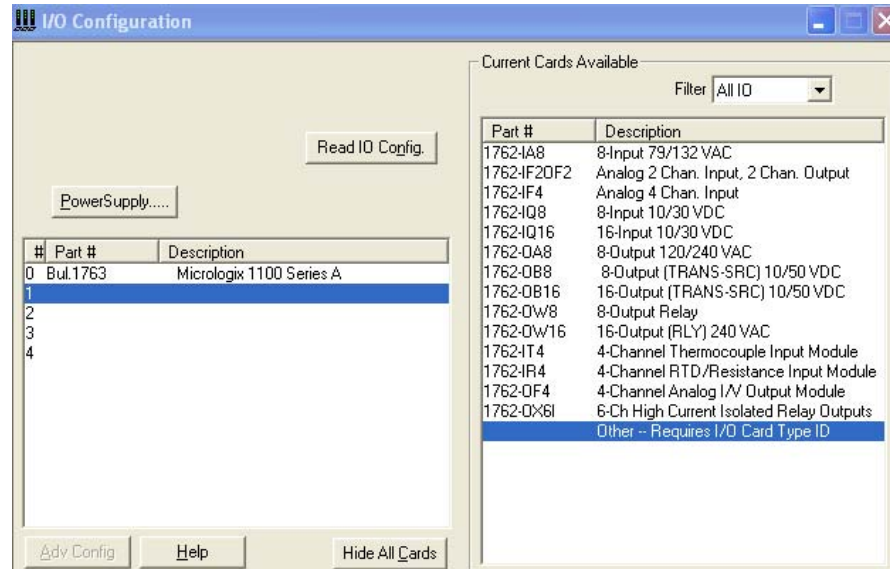 I/O Configuration
Read IO Config.
PowerSupply.....
# Part # Description
0 Bul.1763 Micrologix 1100 Series A
1
2
3
4
Adv Config Help Hide All Cards
Current Cards Available
Filter All IO
Part # Description
1762-IA8 8-Input 79/132 VAC
1762-IF2OF2 Analog 2 Chan. Input, 2 Chan. Output
1762-IF4 Analog 4 Chan. Input
1762-IQ8 8-Input 10/30 VDC
1762-IQ16 16-Input 10/30 VDC
1762-OA8 8-Output 120/240 VAC
1762-OB8 8-Output (TRANS-SRC) 10/50 VDC
1762-OB16 16-Output (TRANS-SRC) 10/50 VDC
1762-OW8 8-Output Relay
1762-OW16 16-Output (RLY) 240 VAC
1762-IT4 4-Channel Thermocouple Input Module
1762-IR4 4-Channel RTD/Resistance Input Module
1762-OF4 4-Channel Analog I/V Output Module
1762-OX6I 6-Ch High Current Isolated Relay Outputs
Other -- Requires I/O Card Type ID